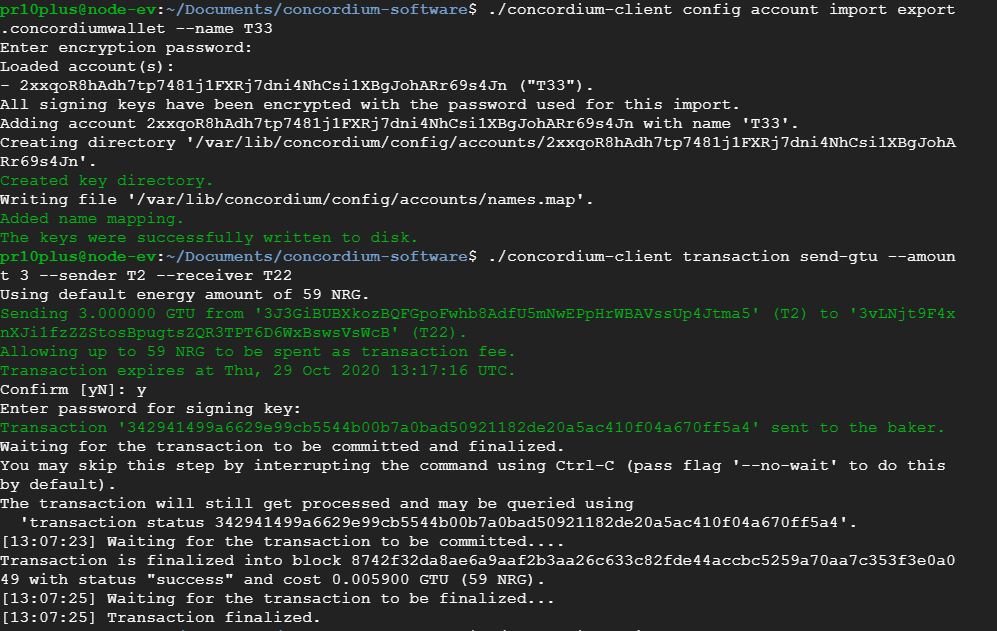 pr10plus@node-ev:~/Documents/concordium-software$ ./concordium-client config account import export
.concordiumwallet --name T33
Enter encryption password:
Loaded account(s):
- 2xxqoR8hAdh7tp7481j1FXRj7dni4NhCsi1XBgJohARr69s4Jn ("T33").
All signing keys have been encrypted with the password used for this import.
Adding account 2xxqoR8hAdh7tp7481j1FXRj7dni4NhCsi1XBgJohARr69s4Jn with name 'T33'.
Creating directory '/var/lib/concordium/config/accounts/2xxqoR8hAdh7tp7481j1FXRj7dni4NhCsi1XBgJohA
Rr69s4Jn'.
Created key directory.
Writing file '/var/lib/concordium/config/accounts/names.map'.
Added name mapping.
The keys were successfully written to disk.
pr10plus@node-ev:~/Documents/concordium-software$ ./concordium-client transaction send-gtu --amoun
t 3 --sender T2 --receiver T22
Using default energy amount of 59 NRG.
Sending 3.000000 GTU from '3J3GiBUBXkozBQFGpoFwhb8AdfU5mNwEPpHrWBAVssUp4Jtma5' (T2) to '3vLNjt9F4x
nXJi1fzZZStosBpugtsZQR3TPT6D6WxBswsVsWcB' (T22).
Allowing up to 59 NRG to be spent as transaction fee.
Transaction expires at Thu, 29 Oct 2020 13:17:16 UTC.
Confirm [yN]: y
Enter password for signing key:
Transaction '342941499a6629e99cb5544b00b7a0bad50921182de20a5ac410f04a670ff5a4' sent to the baker.
Waiting for the transaction to be committed and finalized.
You may skip this step by interrupting the command using Ctrl-C (pass flag '--no-wait' to do this
by default).
The transaction will still get processed and may be queried using
  'transaction status 342941499a6629e99cb5544b00b7a0bad50921182de20a5ac410f04a670ff5a4'.
[13:07:23] Waiting for the transaction to be committed....
Transaction is finalized into block 8742f32da8ae6a9aaf2b3aa26c633c82fde44accbc5259a70aa7c353f3e0a0
49 with status "success" and cost 0.005900 GTU (59 NRG).
[13:07:25] Waiting for the transaction to be finalized...
[13:07:25] Transaction finalized.